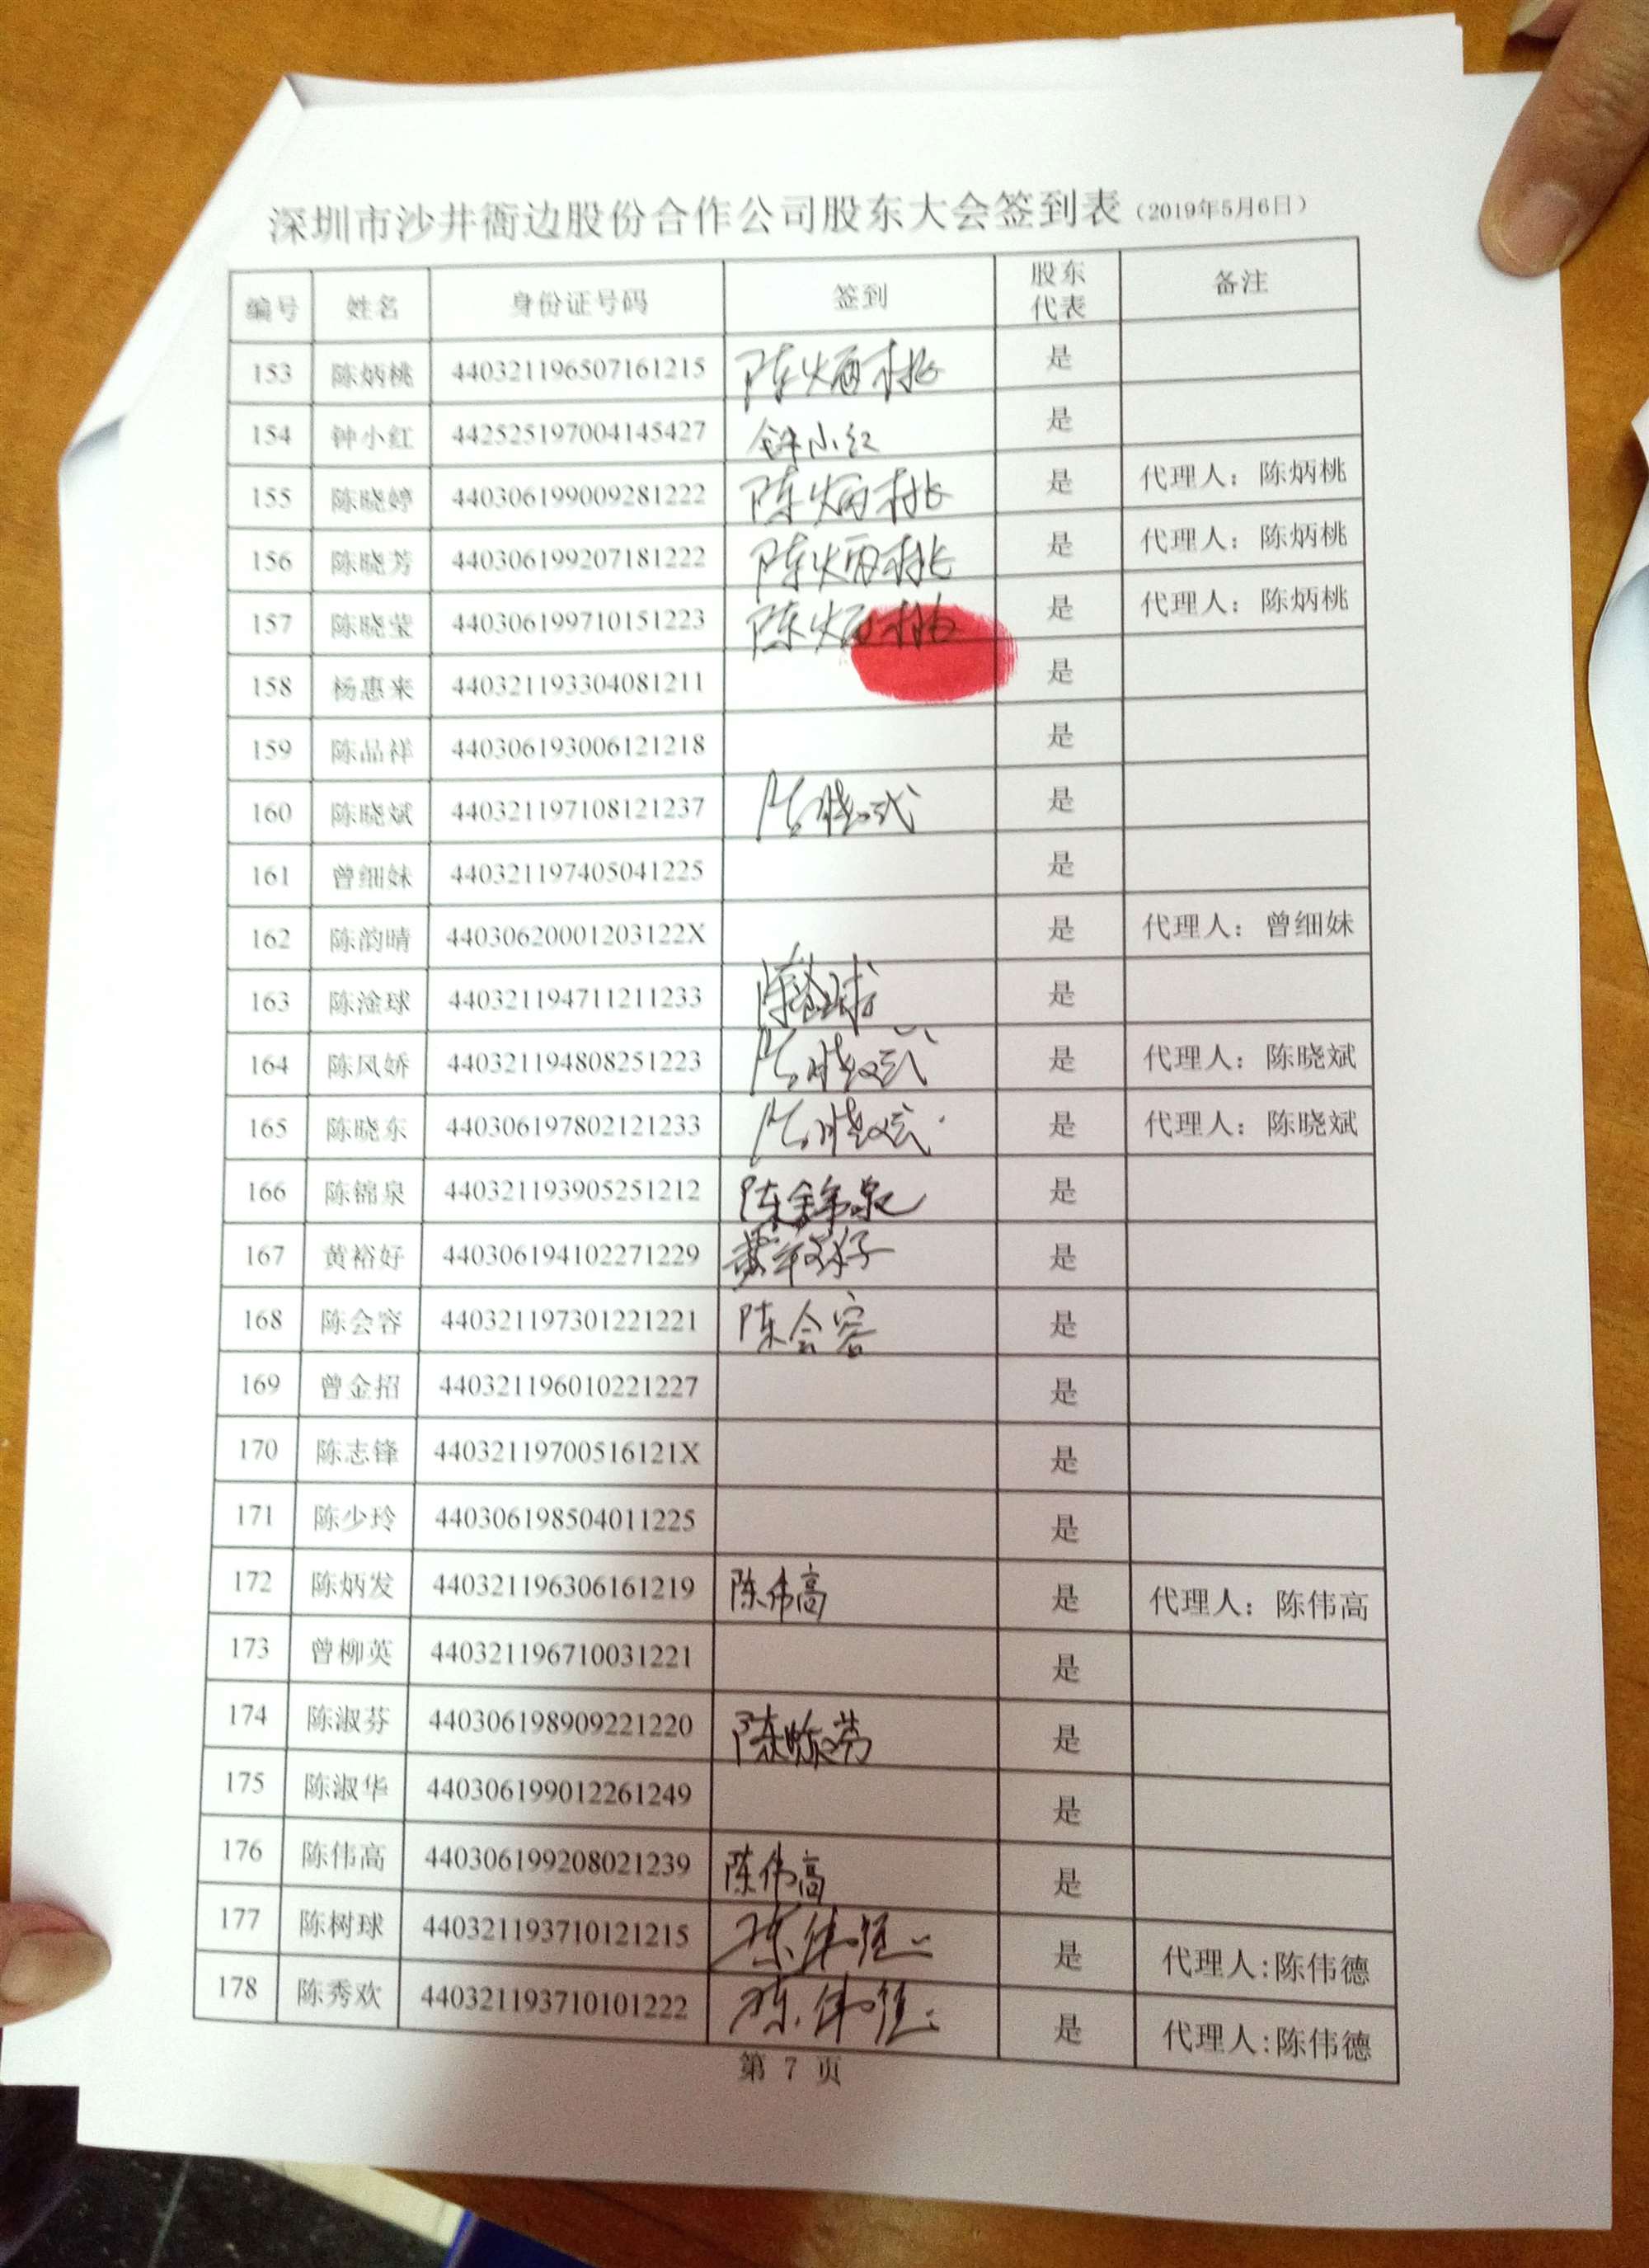 深圳市沙井衙边股份合作公司股东大会签到表（2019年5月6日）
编号 姓名 身份证号码 签到 股东代表 备注
153 陈炳桃 440321196507161215 陈炳桃 是
154 钟小红 442525197004145427 钟小红 是
155 陈晓婷 440306199009281222 陈炳桃 是 代理人：陈炳桃
156 陈晓芳 440306199207181222 陈炳桃 是 代理人：陈炳桃
157 陈晓莹 440306199710151223 陈炳桃 是 代理人：陈炳桃
158 杨惠来 440321193304081211 是
159 陈品祥 440306193006121218 是
160 陈晓斌 440321197108121237 陈晓斌 是
161 曾细妹 440321197405041225 是
162 陈韵晴 44030620001203122X 是 代理人：曾细妹
163 陈淦球 440321194711211233 陈淦球 是
164 陈风娇 440321194808251223 陈晓斌 是 代理人：陈晓斌
165 陈晓东 440306197802121233 陈晓斌 是 代理人：陈晓斌
166 陈锦泉 440321193905251212 陈锦泉 是
167 黄裕好 440306194102271229 黄裕好 是
168 陈会容 440321197301221221 陈会容 是
169 曾金招 440321196010221227 是
170 陈志锋 44032119700516121X 是
171 陈少玲 440306198504011225 是
172 陈炳发 440321196306161219 陈伟高 是 代理人：陈伟高
173 曾柳英 440321196710031221 是
174 陈淑芬 440306198909221220 陈淑芬 是
175 陈淑华 440306199012261249 是
176 陈伟高 440306199208021239 陈伟高 是
177 陈树球 440321193710121215 陈伟德 是 代理人:陈伟德
178 陈秀欢 440321193710101222 陈伟德 是 代理人:陈伟德
第 7 页